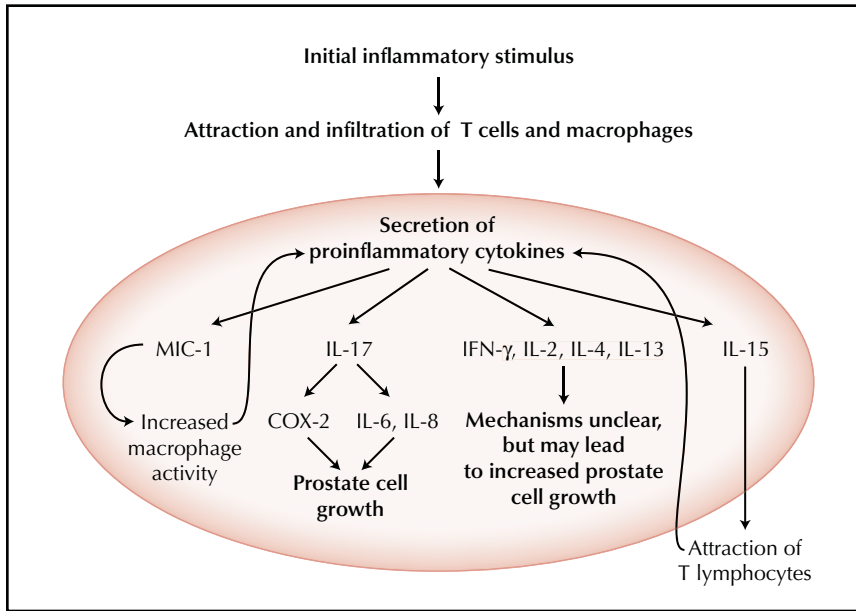 Initial inflammatory stimulus
Attraction and infiltration of T cells and macrophages
Secretion of
proinflammatory cytokines
MIC-1
IL-17
IFN-γ, IL-2, IL-4, IL-13
IL-15
Increased
macrophage
activity
COX-2
IL-6, IL-8
Prostate cell
growth
Mechanisms unclear,
but may lead
to increased prostate
cell growth
Attraction of
T lymphocytes